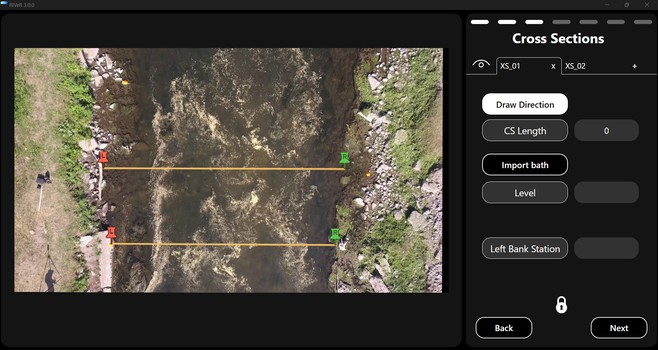 RIVeR 3.0.0
Cross Sections
XS_01 x XS_02 +
Draw Direction
CS Length 0
Import bath
Level
Left Bank Station
Back Next